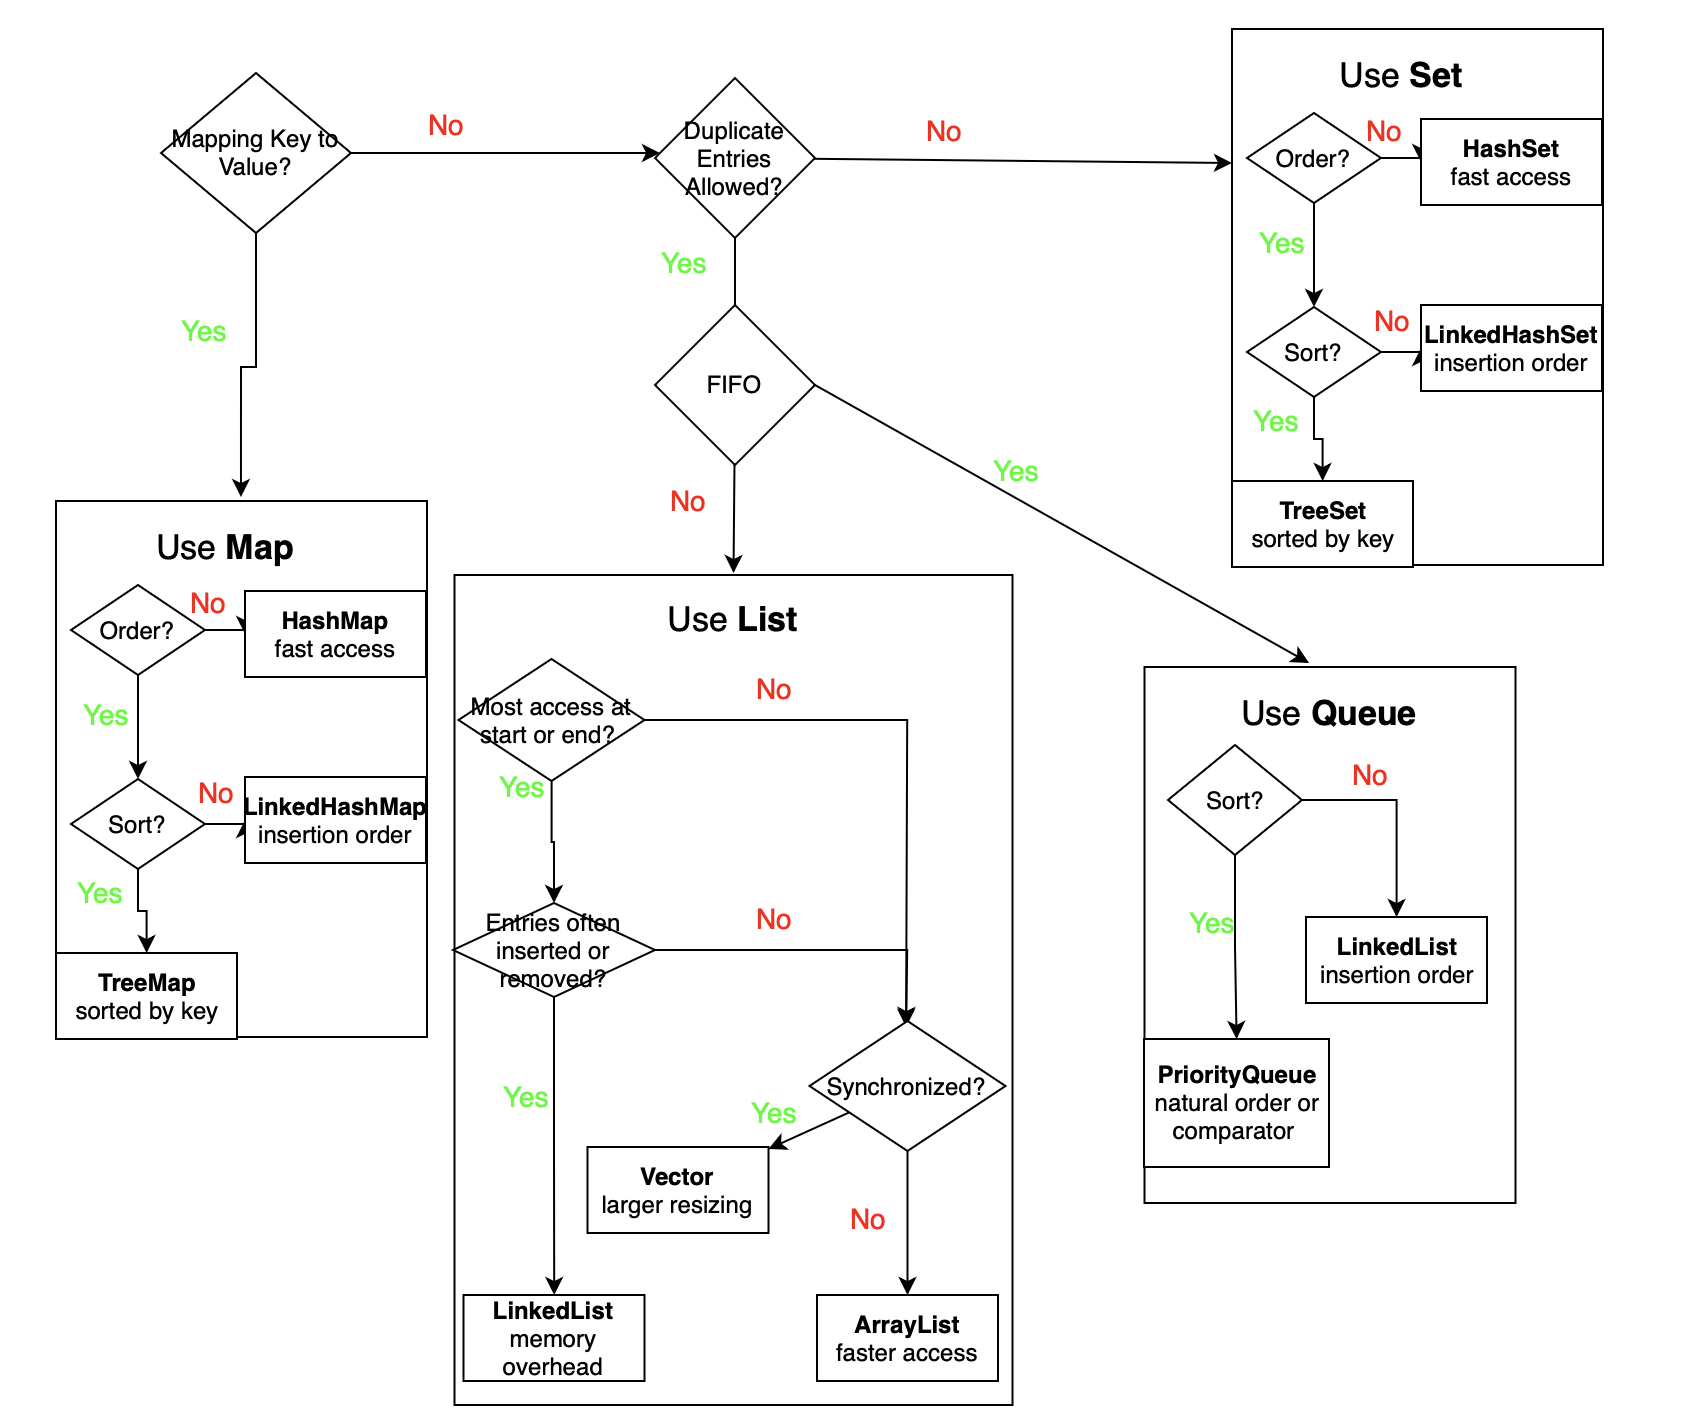 Mapping Key to
Value?
No
Duplicate
Entries
Allowed?
No
Yes
Yes
FIFO
No
Yes
Use Set
Order?
No
HashSet
fast access
Yes
Sort?
No
LinkedHashSet
insertion order
Yes
TreeSet
sorted by key
Use Map
Order?
No
HashMap
fast access
Yes
Sort?
No
LinkedHashMap
insertion order
Yes
TreeMap
sorted by key
Use List
Most access at
start or end?
No
Yes
Entries often
inserted or
removed?
No
Yes
Synchronized?
Yes
Vector
larger resizing
No
LinkedList
memory
overhead
ArrayList
faster access
Use Queue
Sort?
No
Yes
LinkedList
insertion order
PriorityQueue
natural order or
comparator